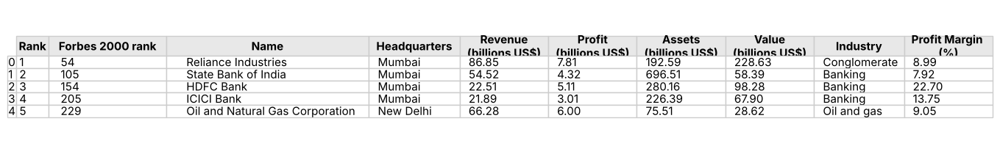 Rank Forbes 2000 rank Name Headquarters Revenue (billions US$) Profit (billions US$) Assets (billions US$) Value (billions US$) Industry Profit Margin (%)
0 1 54 Reliance Industries Mumbai 86.85 7.81 192.59 228.63 Conglomerate 8.99
1 2 105 State Bank of India Mumbai 54.52 4.32 696.51 58.39 Banking 7.92
2 3 154 HDFC Bank Mumbai 22.51 5.11 280.16 98.28 Banking 22.70
3 4 205 ICICI Bank Mumbai 21.89 3.01 226.39 67.90 Banking 13.75
4 5 229 Oil and Natural Gas Corporation New Delhi 66.28 6.00 75.51 28.62 Oil and gas 9.05